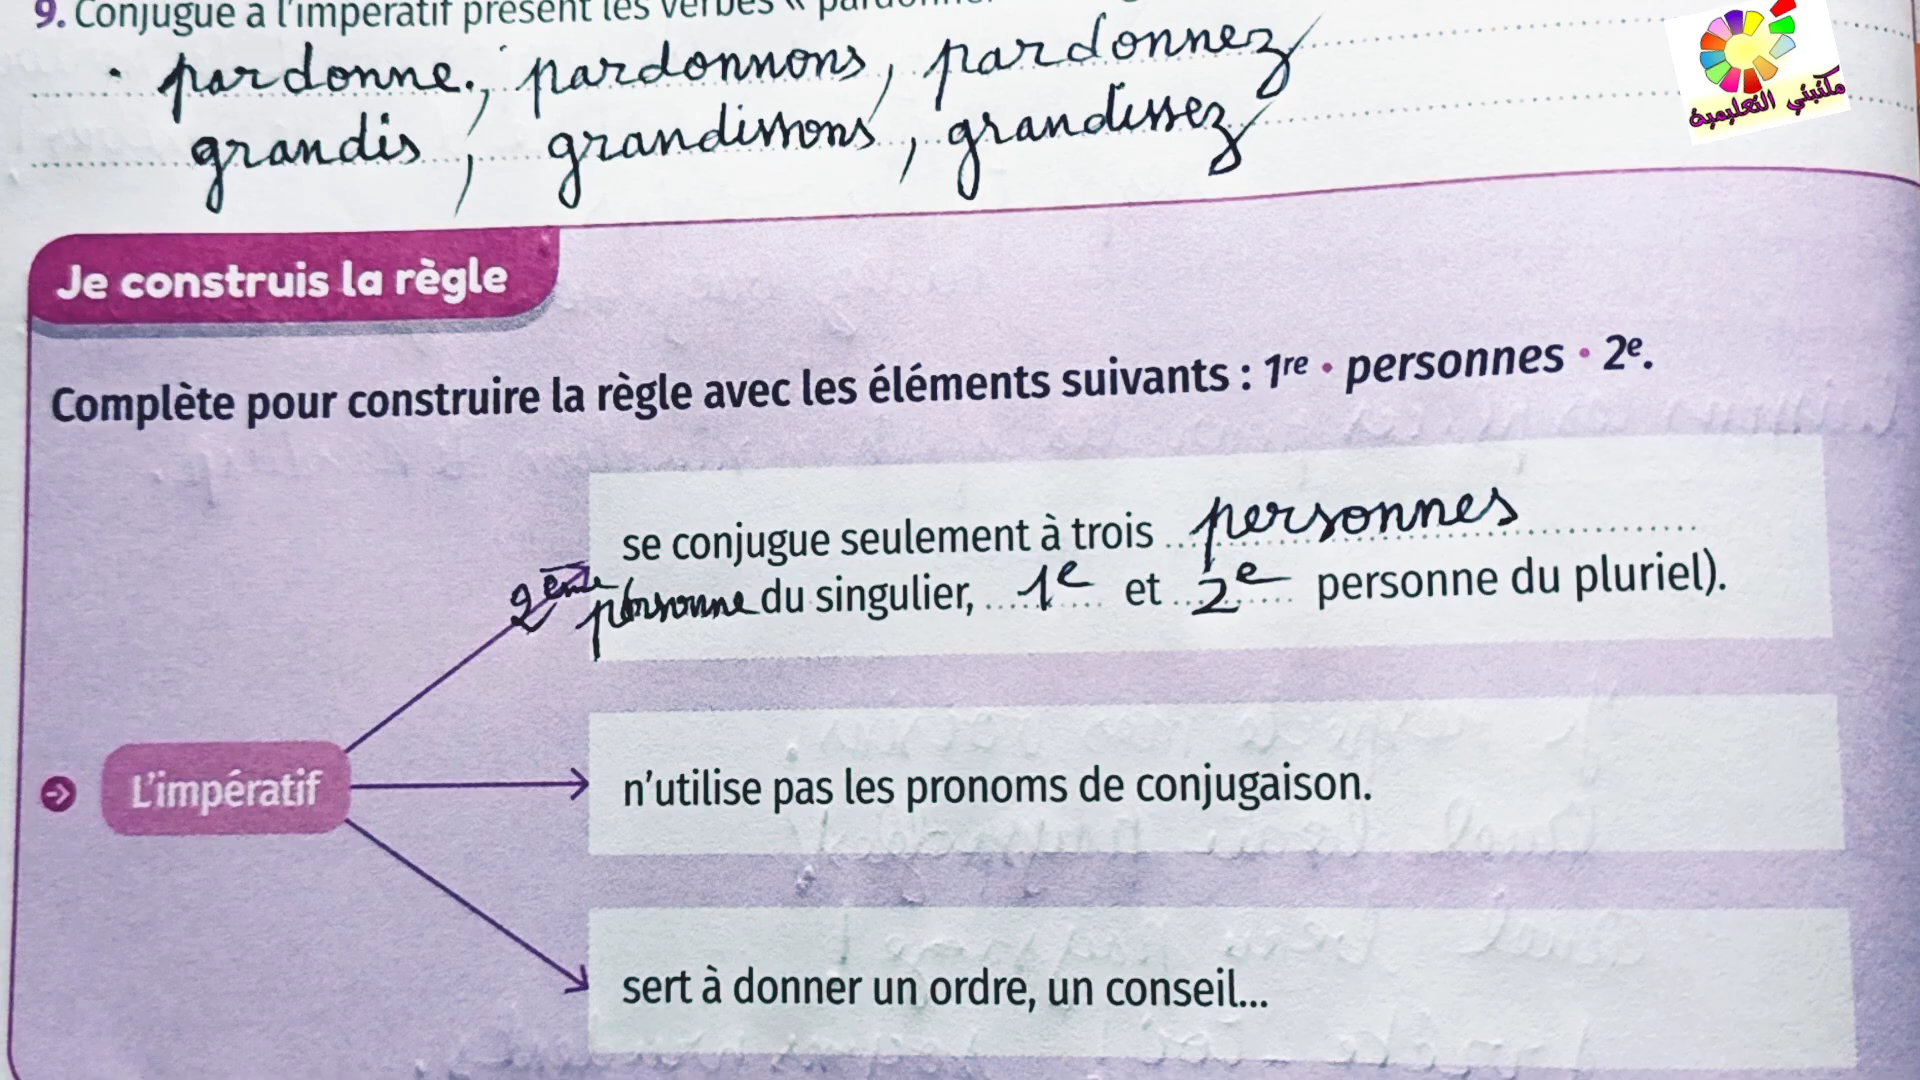 9. Conjugue à l'impératif présent les verbes «
• pardonne., pardonnons, pardonnez
grandis, grandissons, grandissez
مكتبتي التعليمية
Je construis la règle
Complète pour construire la règle avec les éléments suivants : 1re • personnes • 2e.
se conjugue seulement à trois personnes
2eme personne du singulier, 1e et 2e personne du pluriel).
L'impératif
n'utilise pas les pronoms de conjugaison.
sert à donner un ordre, un conseil...